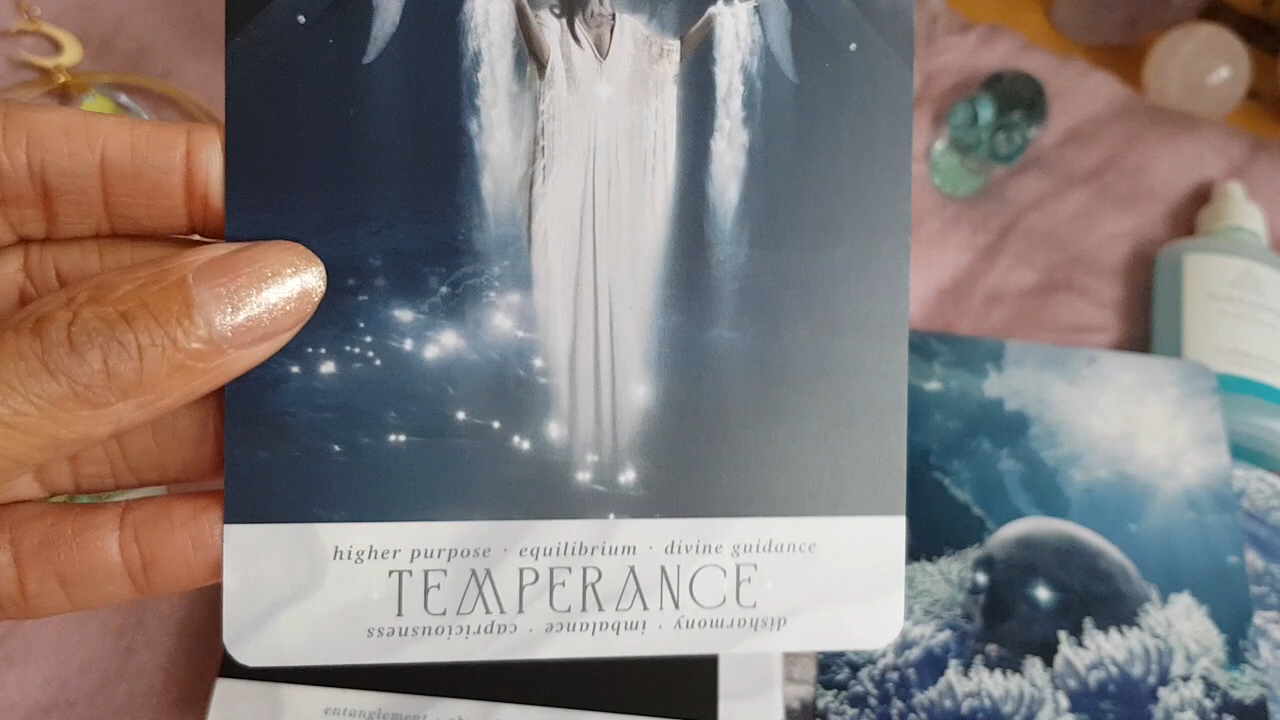 higher purpose · equilibrium · divine guidance
TEMPERANCE
disharmony · imbalance · capriciousness
entanglement ·